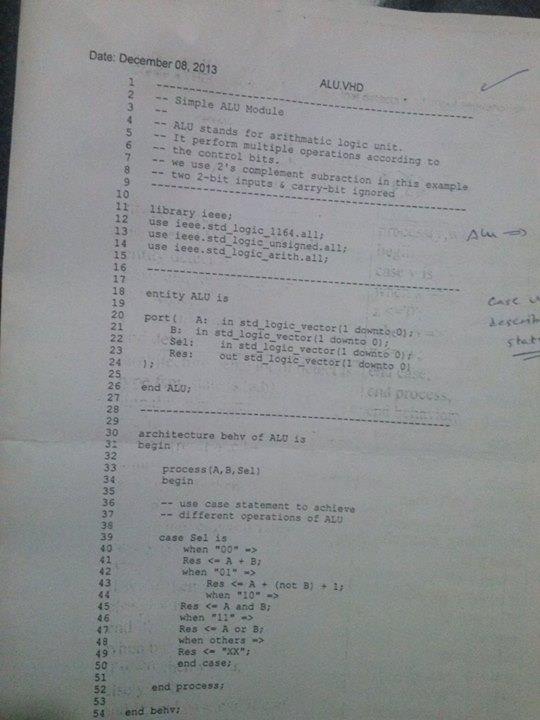 Date: December 08, 2013
ALU.VHD
1 --------------------------------------------------
2 -- Simple ALU Module
3 --
4 -- ALU stands for arithmatic logic unit.
5 -- It perform multiple operations according to
6 -- the control bits.
7 -- we use 2's complement subraction in this example
8 -- two 2-bit inputs & carry-bit ignored
9 --------------------------------------------------
10
11 library ieee;
12 use ieee.std_logic_1164.all;
13 use ieee.std_logic_unsigned.all;
14 use ieee.std_logic_arith.all;
15
16 --------------------------------------------------
17
18 entity ALU is
19
20 port( A: in std_logic_vector(1 downto 0);
21 B: in std_logic_vector(1 downto 0);
22 Sel: in std_logic_vector(1 downto 0);
23 Res: out std_logic_vector(1 downto 0)
24 );
25
26 end ALU;
27
28 --------------------------------------------------
29
30 architecture behv of ALU is
31 begin
32
33 process(A,B,Sel)
34 begin
35
36 -- use case statement to achieve
37 -- different operations of ALU
38
39 case Sel is
40 when "00" =>
41 Res <= A + B;
42 when "01" =>
43 Res <= A + (not B) + 1;
44 when "10" =>
45 Res <= A and B;
46 when "11" =>
47 Res <= A or B;
48 when others =>
49 Res <= "XX";
50 end case;
51
52 end process;
53
54 end behv;
ALU =>
Case